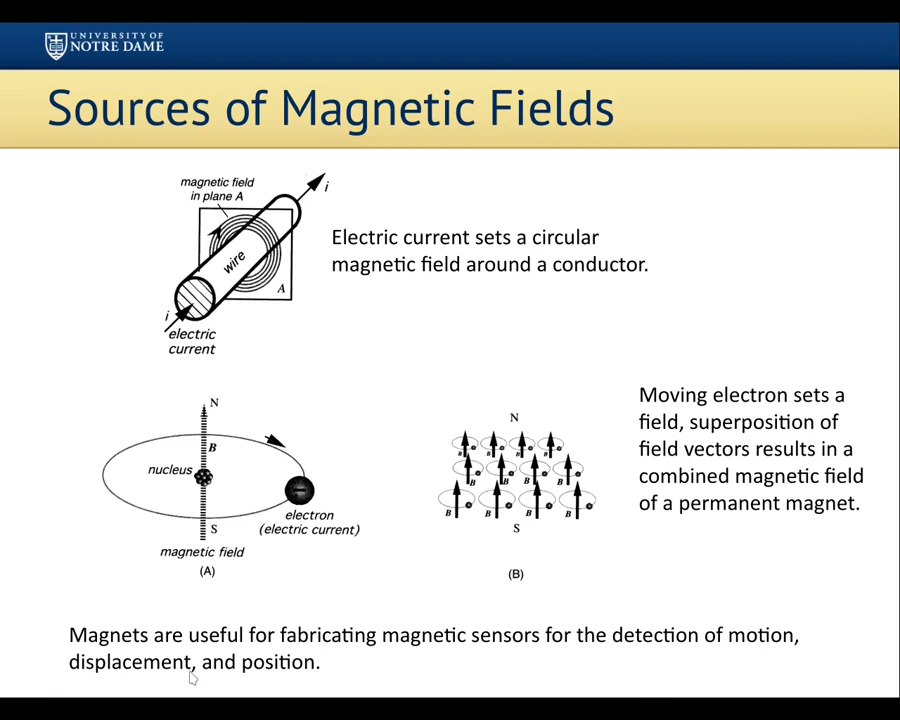 UNIVERSITY OF
NOTRE DAME
Sources of Magnetic Fields
magnetic field
in plane A
i
wire
A
i
electric
current
Electric current sets a circular
magnetic field around a conductor.
N
B
nucleus
electron
(electric current)
S
magnetic field
(A)
N
B B B B
B B B B
B B B B
S
(B)
Moving electron sets a
field, superposition of
field vectors results in a
combined magnetic field
of a permanent magnet.
Magnets are useful for fabricating magnetic sensors for the detection of motion,
displacement, and position.